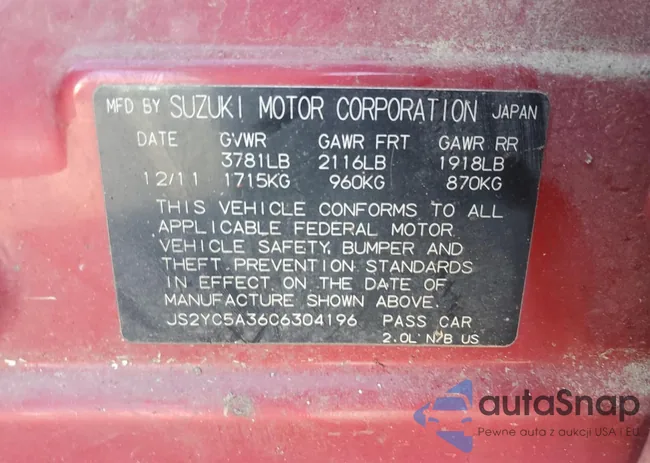 MFD BY SUZUKI MOTOR CORPORATION JAPAN
DATE GVWR GAWR FRT GAWR RR
3781LB 2116LB 1918LB
12/11 1715KG 960KG 870KG
THIS VEHICLE CONFORMS TO ALL
APPLICABLE FEDERAL MOTOR
VEHICLE SAFETY, BUMPER AND
THEFT PREVENTION STANDARDS
IN EFFECT ON THE DATE OF
MANUFACTURE SHOWN ABOVE.
JS2YC5A36C6304196 PASS CAR
2.0L N/B US
autaSnap
Pewne auta z aukcji USA i EU